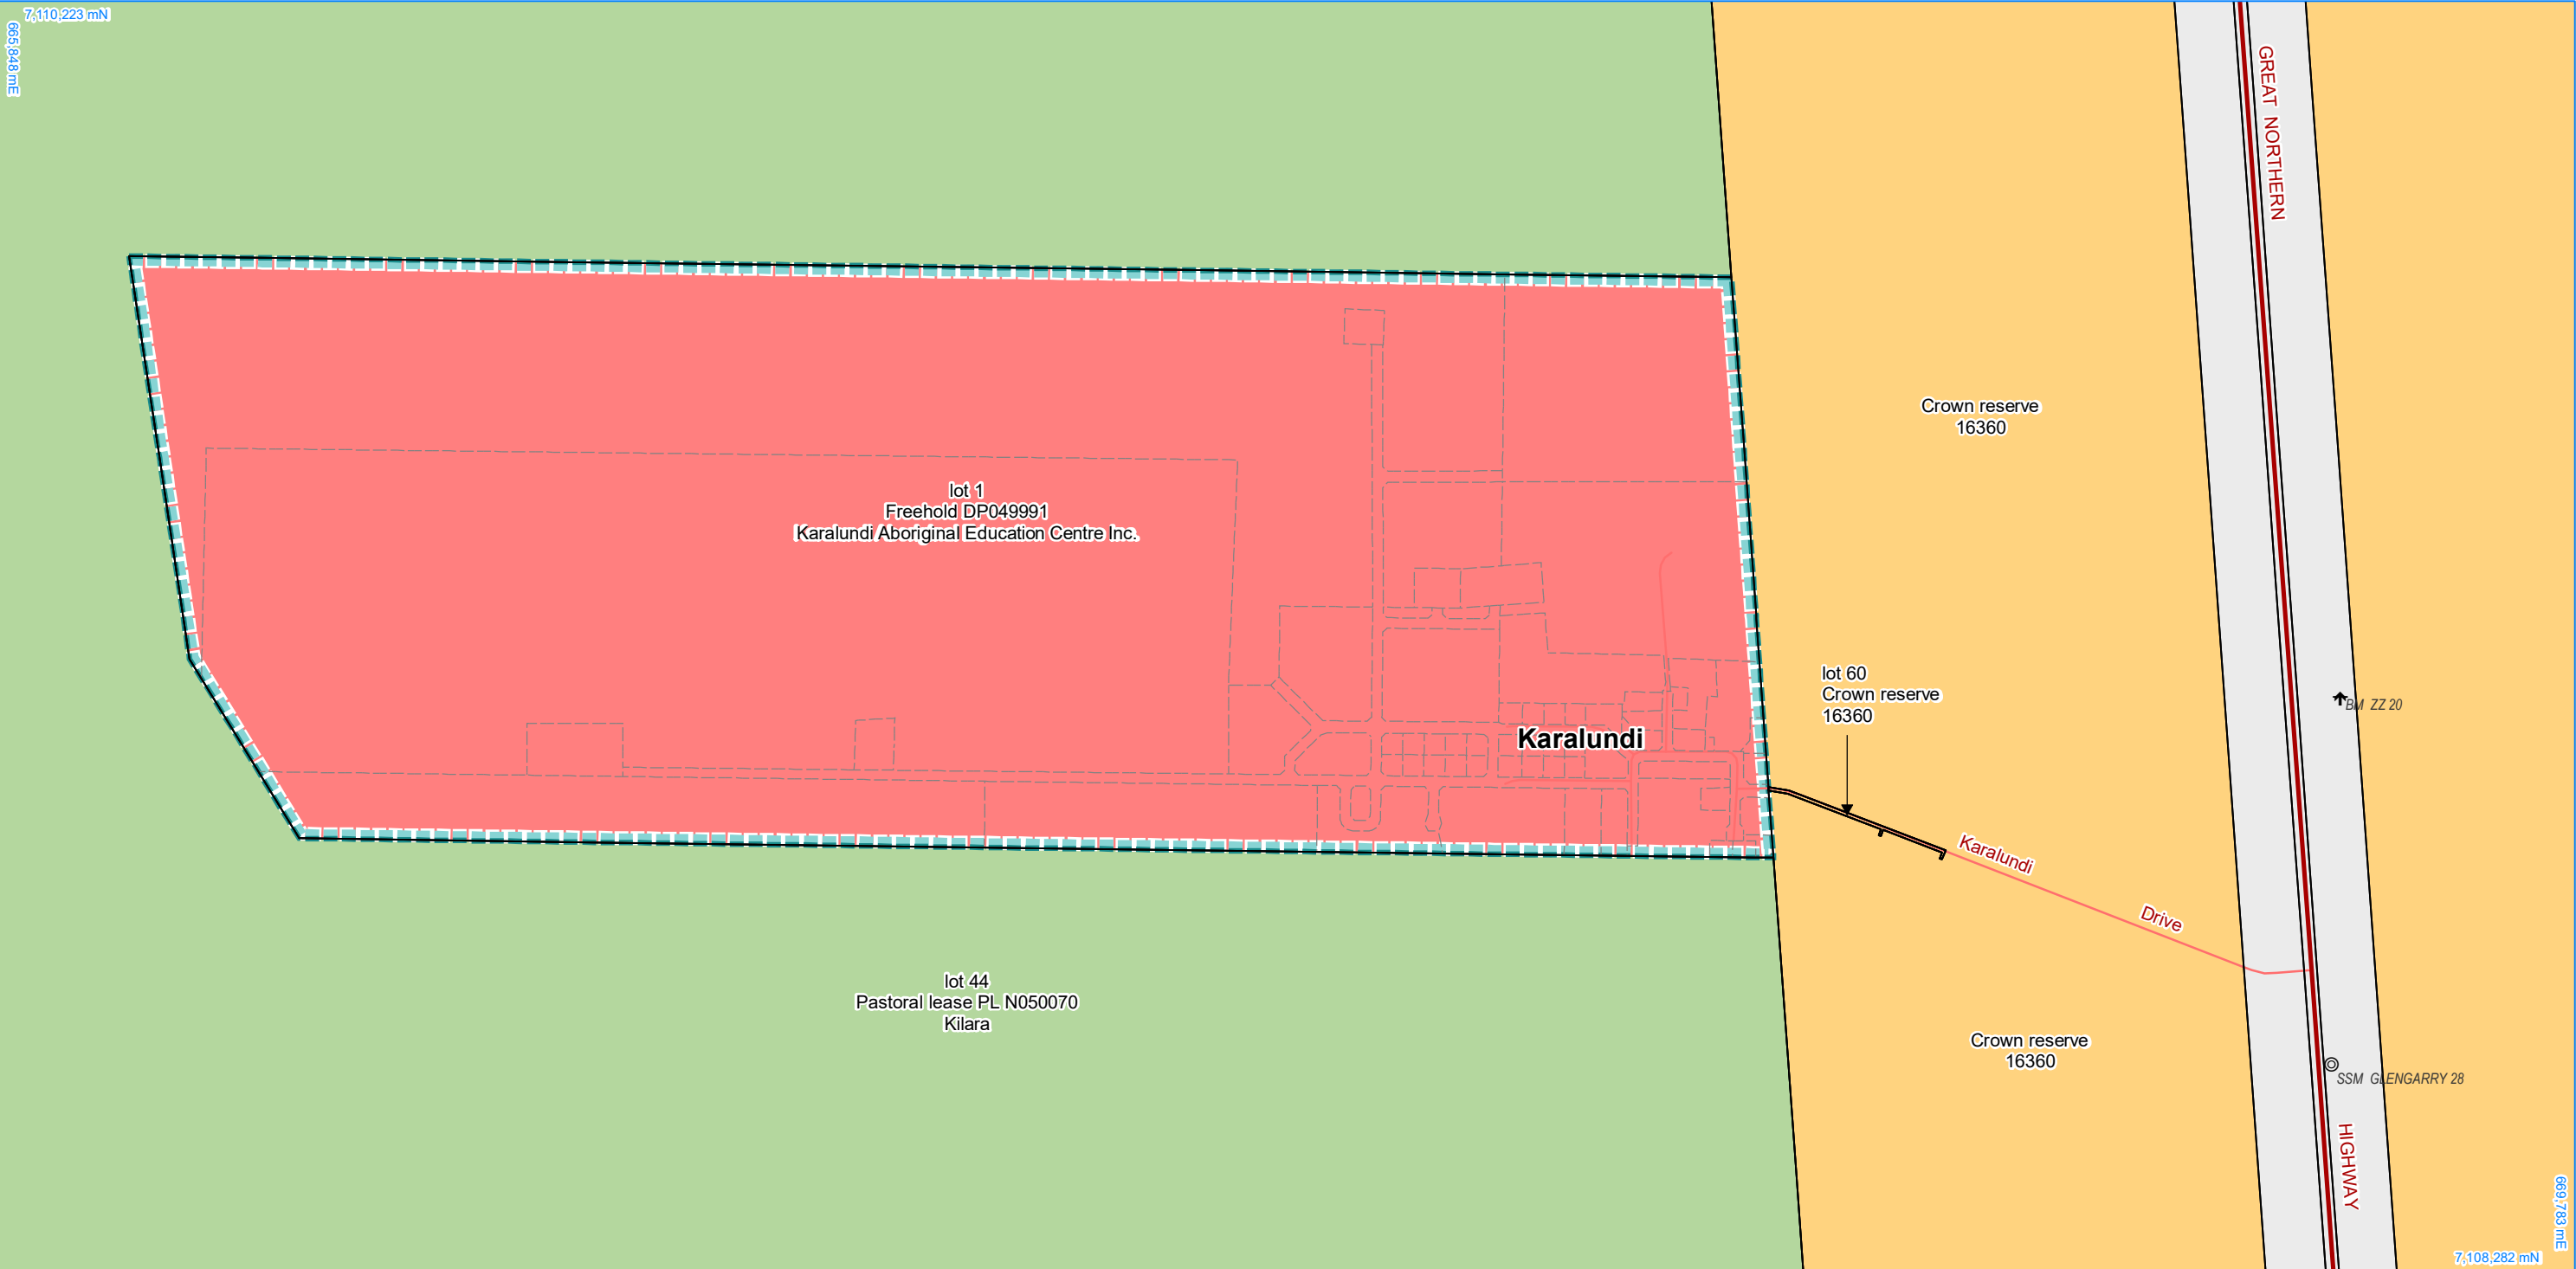 7,110,223 mN
665,848 mE
GREAT NORTHERN
Crown reserve
16360
lot 1
Freehold DP049991
Karalundi Aboriginal Education Centre Inc.
lot 60
Crown reserve
16360
BM ZZ 20
Karalundi
Karalundi
Drive
lot 44
Pastoral lease PL N050070
Kilara
Crown reserve
16360
SSM GLENGARRY 28
HIGHWAY
669,783 mE
7,108,282 mN